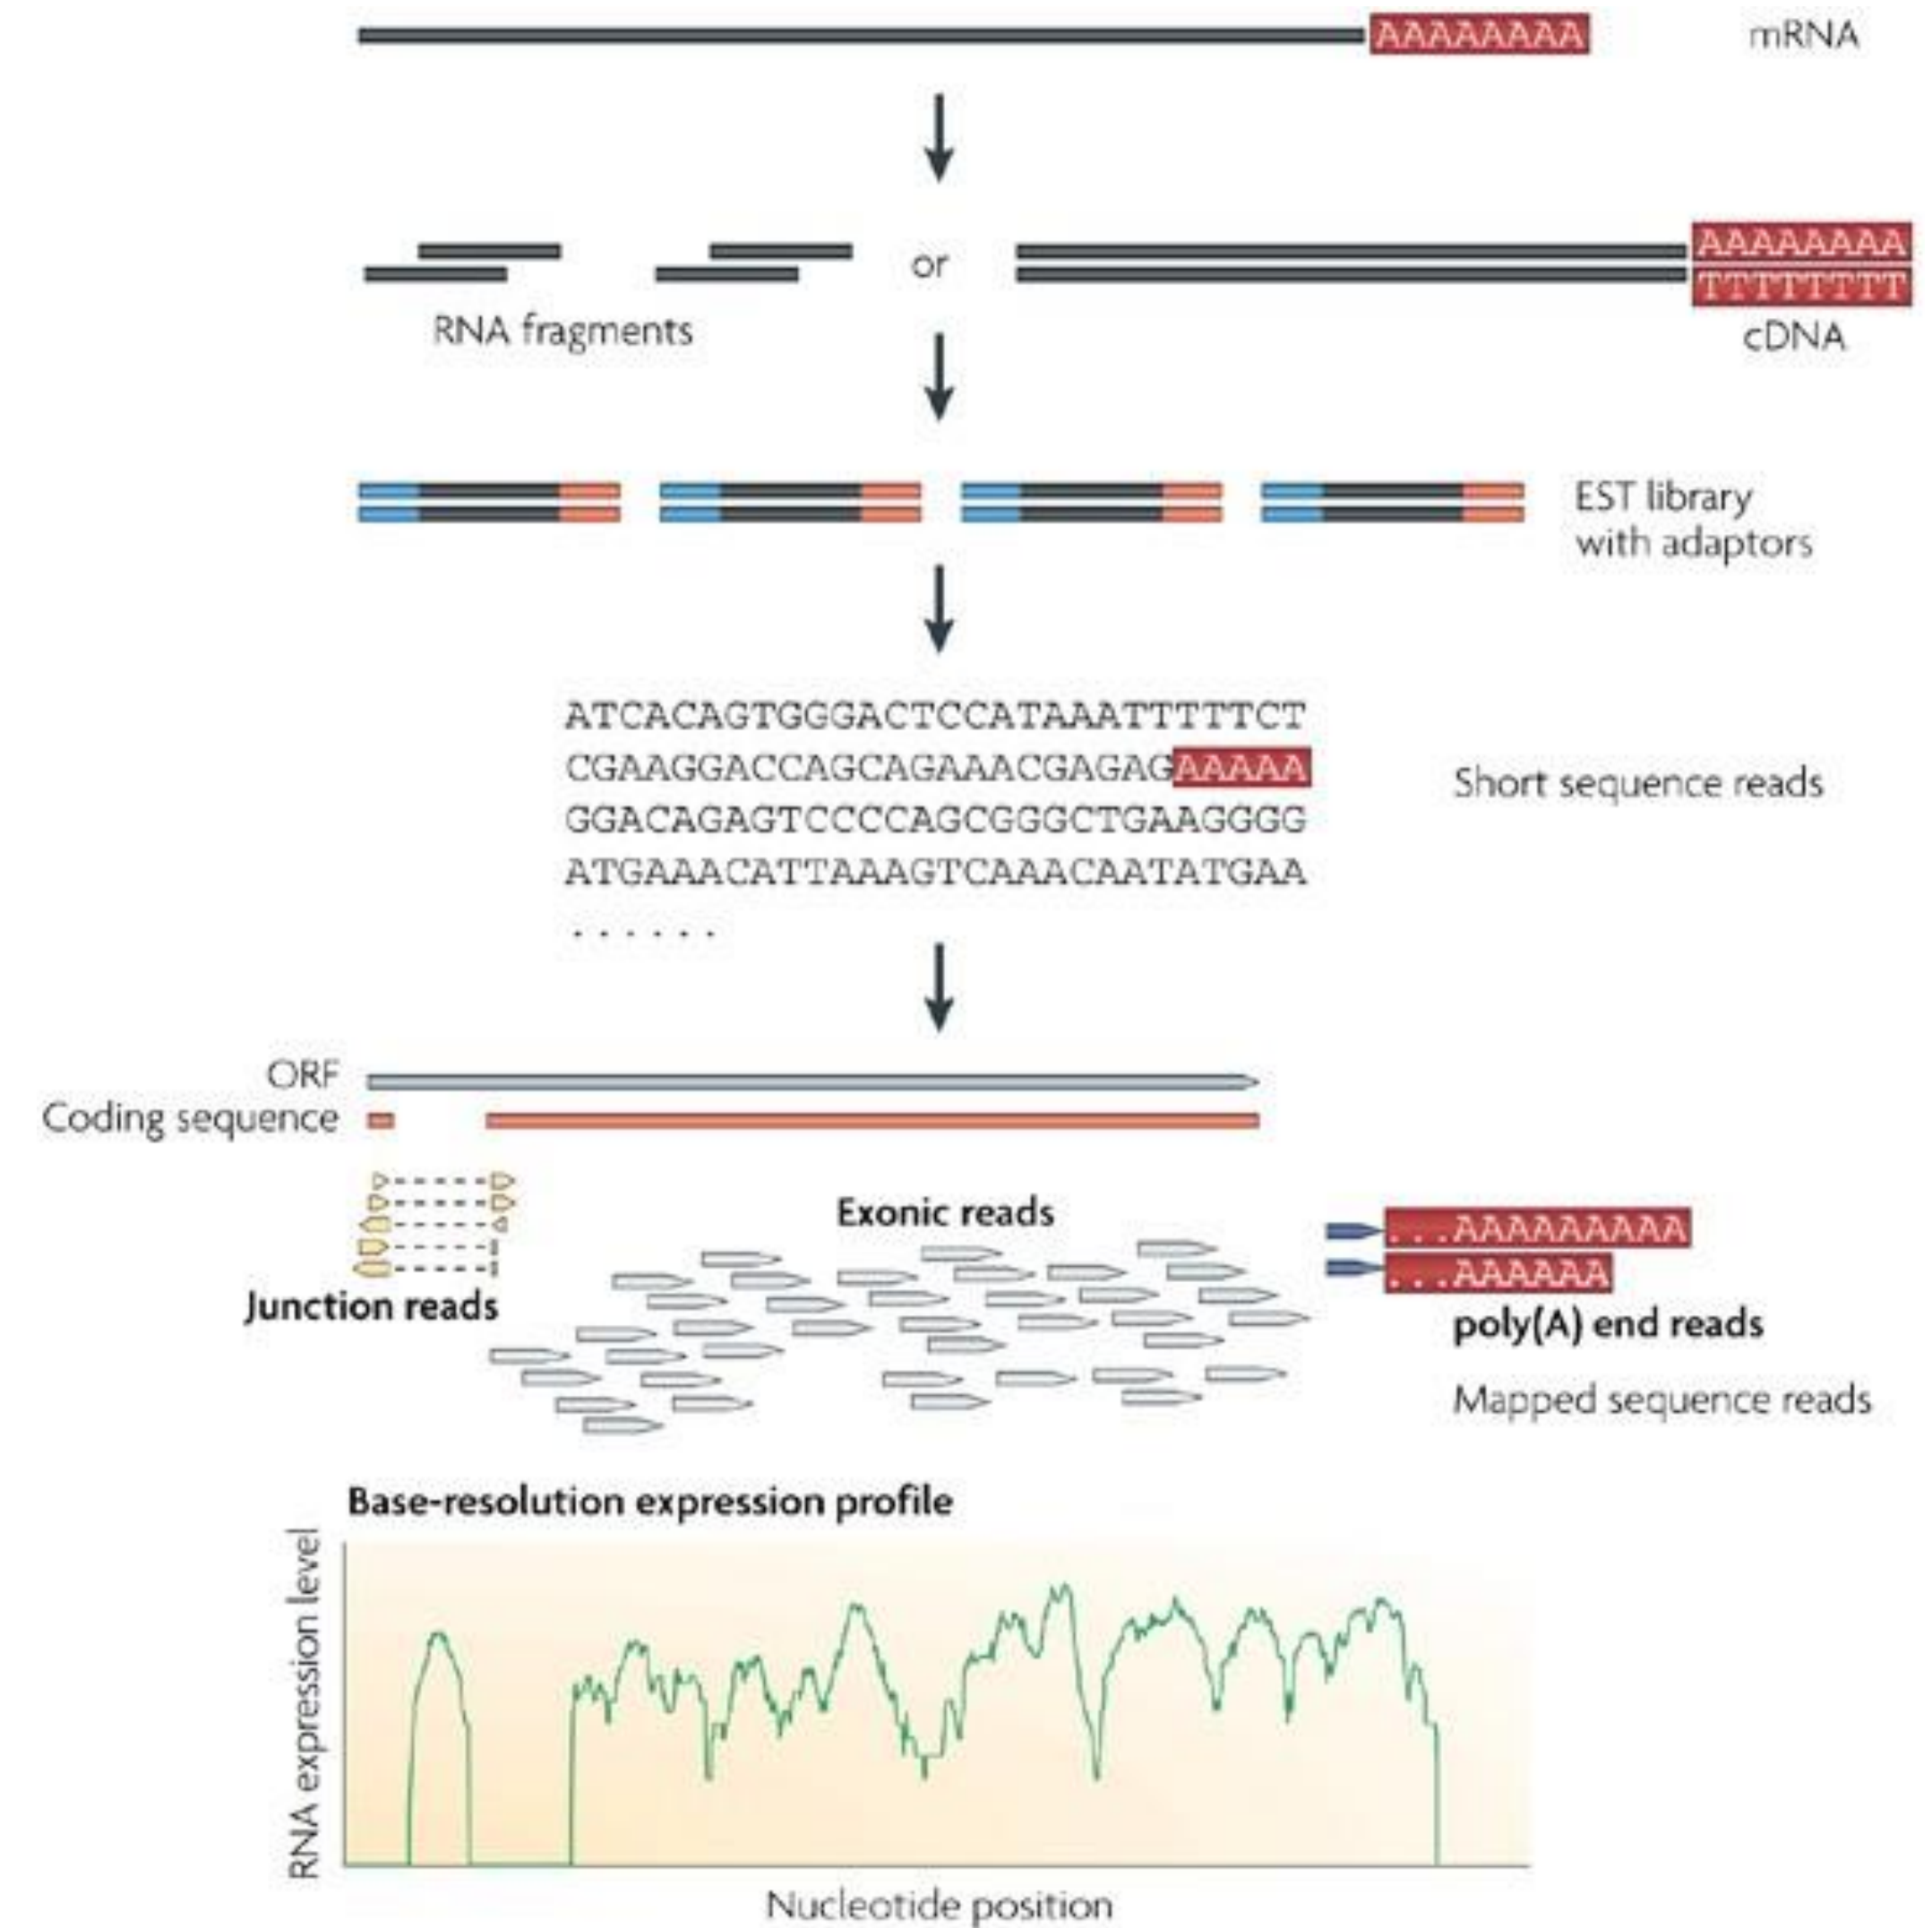 AAAAAAAA mRNA
AAAAAAAA
or
TTTTTTTT
RNA fragments
cDNA
EST library
with adaptors
ATCACAGTGGGACTCCATAAATTTTTCT
CGAAGGACCAGCAGAAACGAGAGAAAAA
Short sequence reads
GGACAGAGTCCCCAGCGGGCTGAAGGGG
ATGAAACATTAAAGTCAAACAATATGAA
. . . . . .
ORF
Coding sequence
Exonic reads
...AAAAAAAAA
...AAAAAA
Junction reads
poly(A) end reads
Mapped sequence reads
Base-resolution expression profile
RNA expression level
Nucleotide position